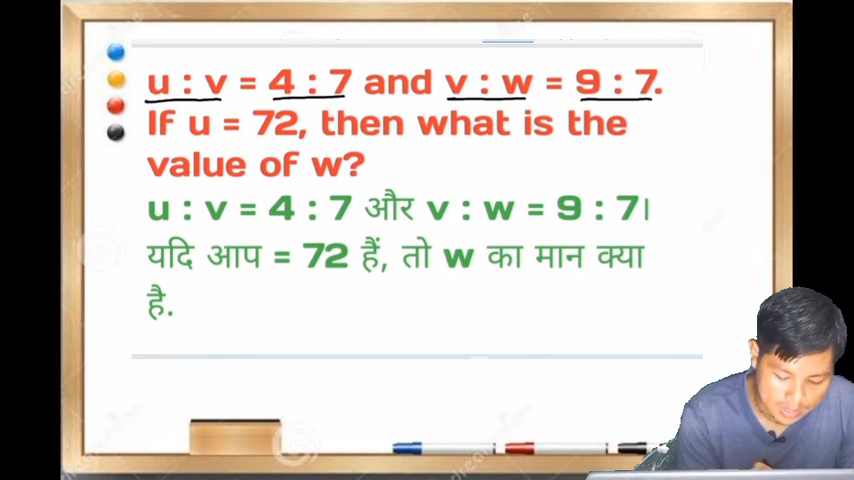 u : v = 4 : 7 and v : w = 9 : 7.
If u = 72, then what is the
value of w?
u : v = 4 : 7 और v : w = 9 : 7।
यदि आप = 72 हैं, तो w का मान क्या
है.